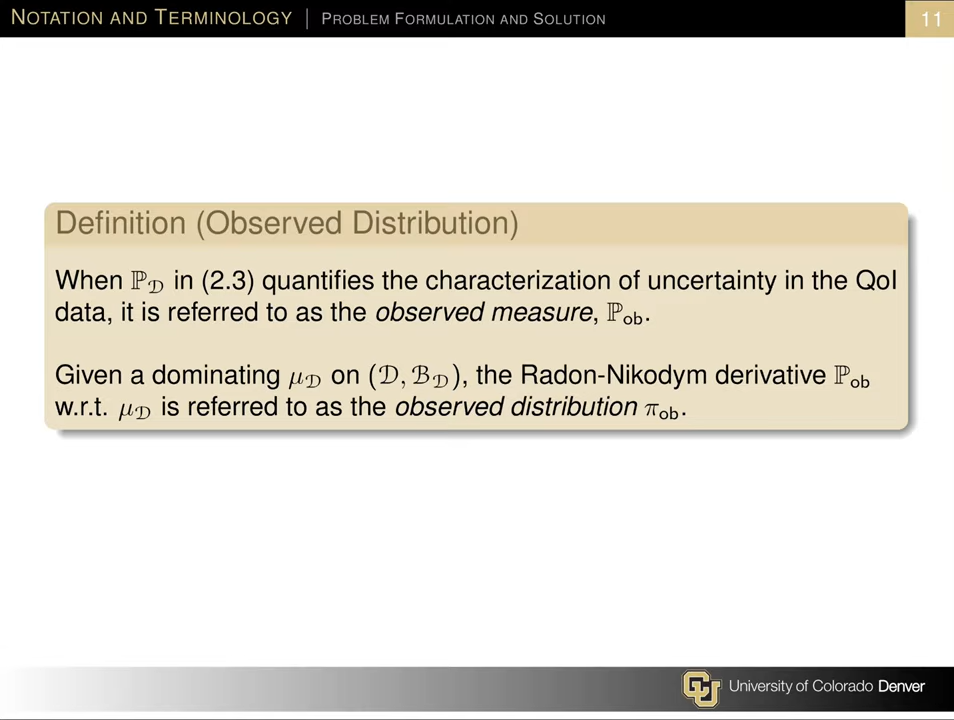 NOTATION AND TERMINOLOGY | PROBLEM FORMULATION AND SOLUTION 11
Definition (Observed Distribution)
When ℙ_𝒟 in (2.3) quantifies the characterization of uncertainty in the QoI
data, it is referred to as the observed measure, ℙ_ob.
Given a dominating μ_𝒟 on (𝒟, ℬ_𝒟), the Radon-Nikodym derivative ℙ_ob
w.r.t. μ_𝒟 is referred to as the observed distribution π_ob.
University of Colorado Denver